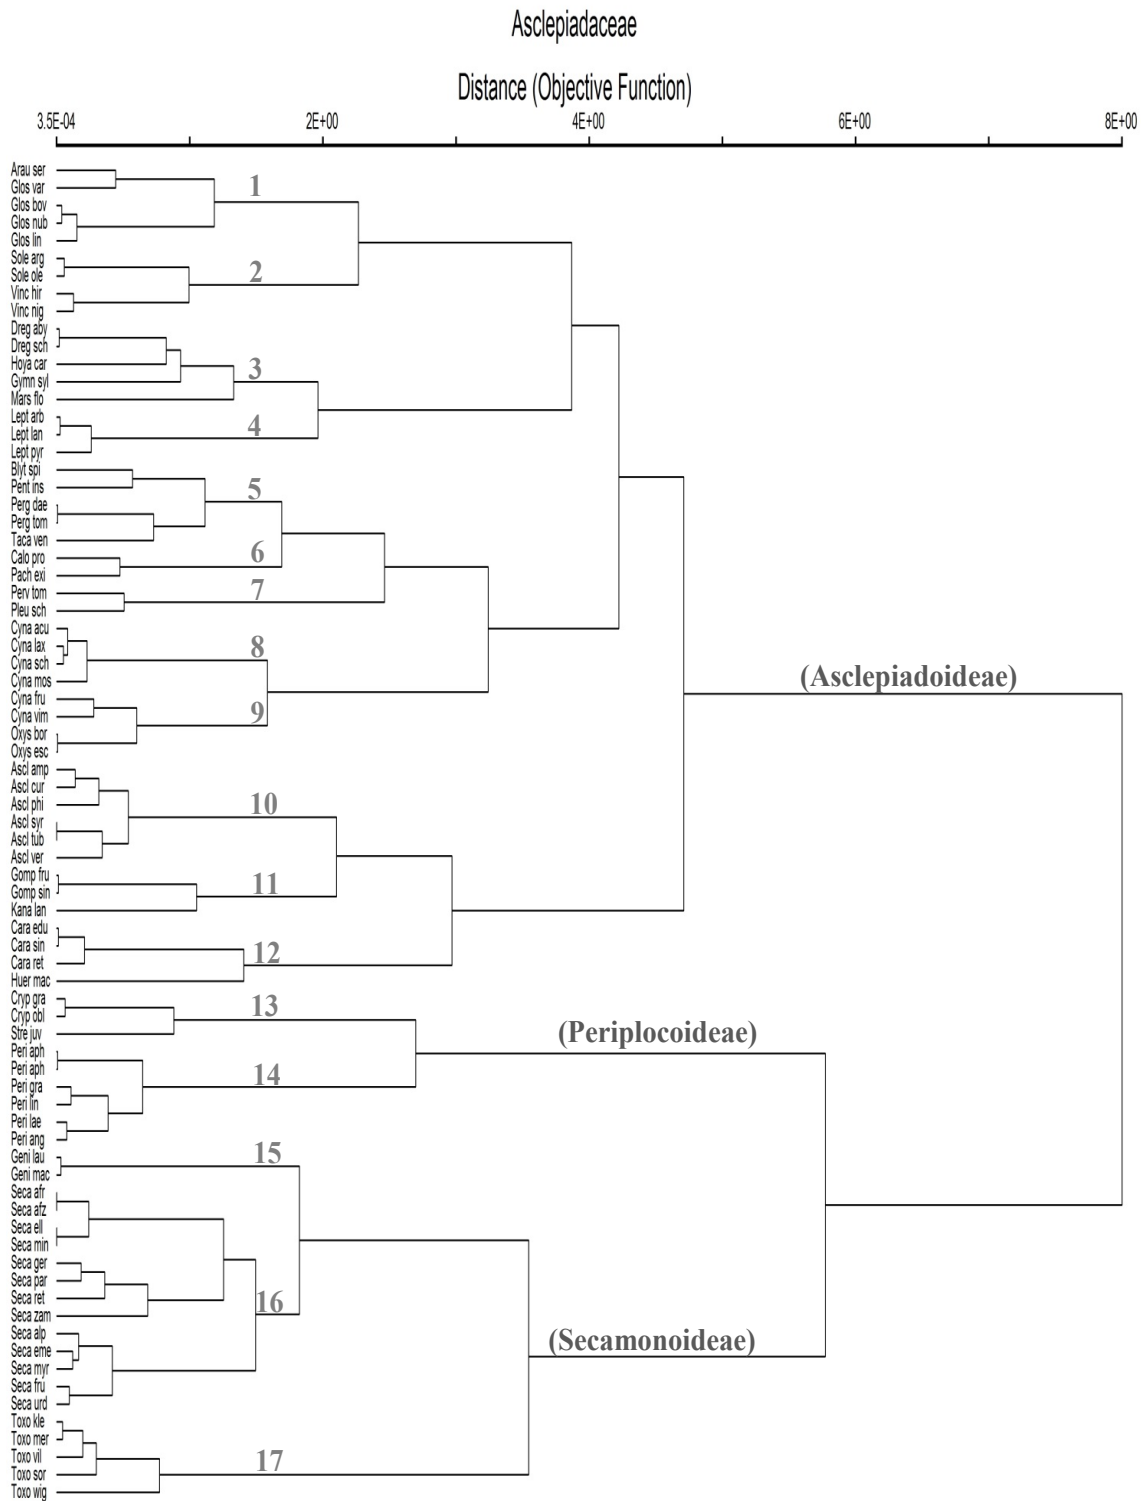 Asclepiadaceae
Distance (Objective Function)
3.5E-04 2E+00 4E+00 6E+00 8E+00
Arau ser
1
Glos var
Glos bov
Glos nub
Glos lin
Sole arg
2
Sole ole
Vinc hir
Vinc nig
Dreg aby
Dreg sch
Hoya car
3
Gymn syl
Mars flo
Lept arb
4
Lept lan
Lept pyr
Blyt spi
Pent ins
5
Perg dae
Perg tom
Taca ven
6
Calo pro
Pach exi
Perv tom
7
Pleu sch
Cyna acu
Cyna lax
8
Cyna sch
Cyna mos
(Asclepiadoideae)
Cyna fru
Cyna vim
9
Oxys bor
Oxys esc
Ascl amp
Ascl cur
Ascl phi
10
Ascl syr
Ascl tub
Ascl ver
Gomp fru
11
Gomp sin
Kana lan
Cara edu
Cara sin
12
Cara ret
Huer mac
Cryp gra
13
Cryp obl
Stre juv
(Periplocoideae)
Peri aph
Peri aph
14
Peri gra
Peri lin
Peri lae
Peri ang
Geni lau
15
Geni mac
Seca afr
Seca afz
Seca ell
Seca min
Seca ger
Seca par
Seca ret
16
Seca zam
Seca alp
(Secamonoideae)
Seca eme
Seca myr
Seca fru
Seca urd
Toxo kle
Toxo mer
Toxo vil
17
Toxo sor
Toxo wig